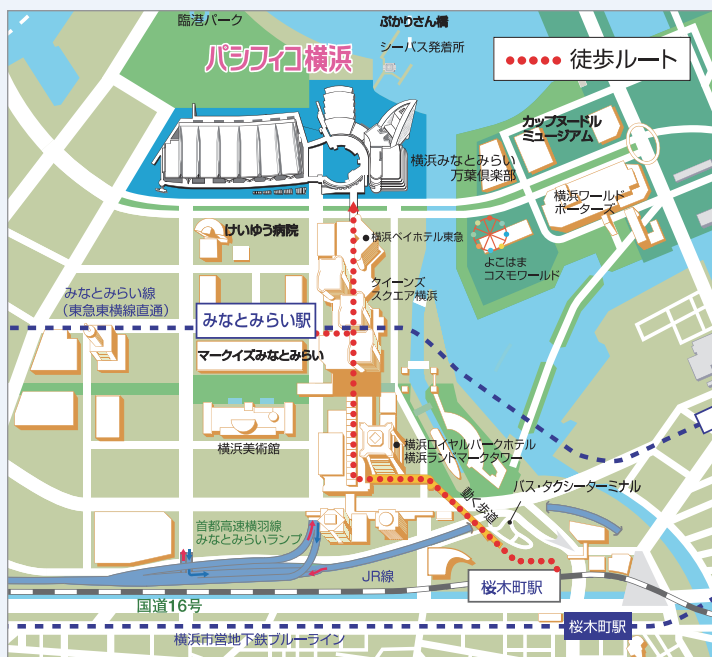 臨港パーク
ぷかりさん橋
シーバス発着所
パシフィコ横浜
徒歩ルート
カップヌードル
ミュージアム
横浜みなとみらい
万葉倶楽部
横浜ワールド
ポーターズ
けいゆう病院
横浜ベイホテル東急
よこはま
コスモワールド
クイーンズ
スクエア横浜
みなとみらい線
（東急東横線直通）
みなとみらい駅
マークイズみなとみらい
横浜美術館
横浜ロイヤルパークホテル
横浜ランドマークタワー
動く歩道
バス・タクシーターミナル
首都高速横羽線
みなとみらいランプ
JR線
桜木町駅
国道16号
桜木町駅
横浜市営地下鉄ブルーライン